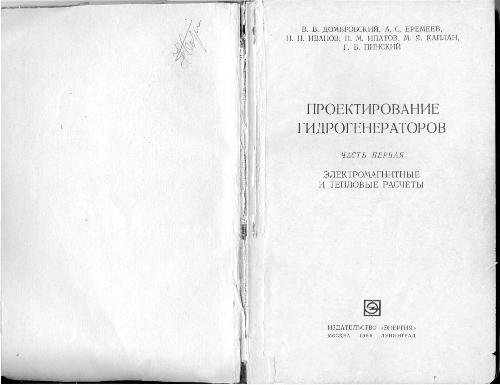 В. В. ДОМБРОВСКИЙ, А. С. ЕРЕМЕЕВ,
Н. П. ИВАНОВ, П. М. ИПАТОВ, М. Я. КАПЛАН,
Г. Б. ПИНСКИЙ
ПРОЕКТИРОВАНИЕ
ГИДРОГЕНЕРАТОРОВ
ЧАСТЬ ПЕРВАЯ
ЭЛЕКТРОМАГНИТНЫЕ
И ТЕПЛОВЫЕ РАСЧЕТЫ
ИЗДАТЕЛЬСТВО «ЭНЕРГИЯ»
МОСКВА 1965 ЛЕНИНГРАД